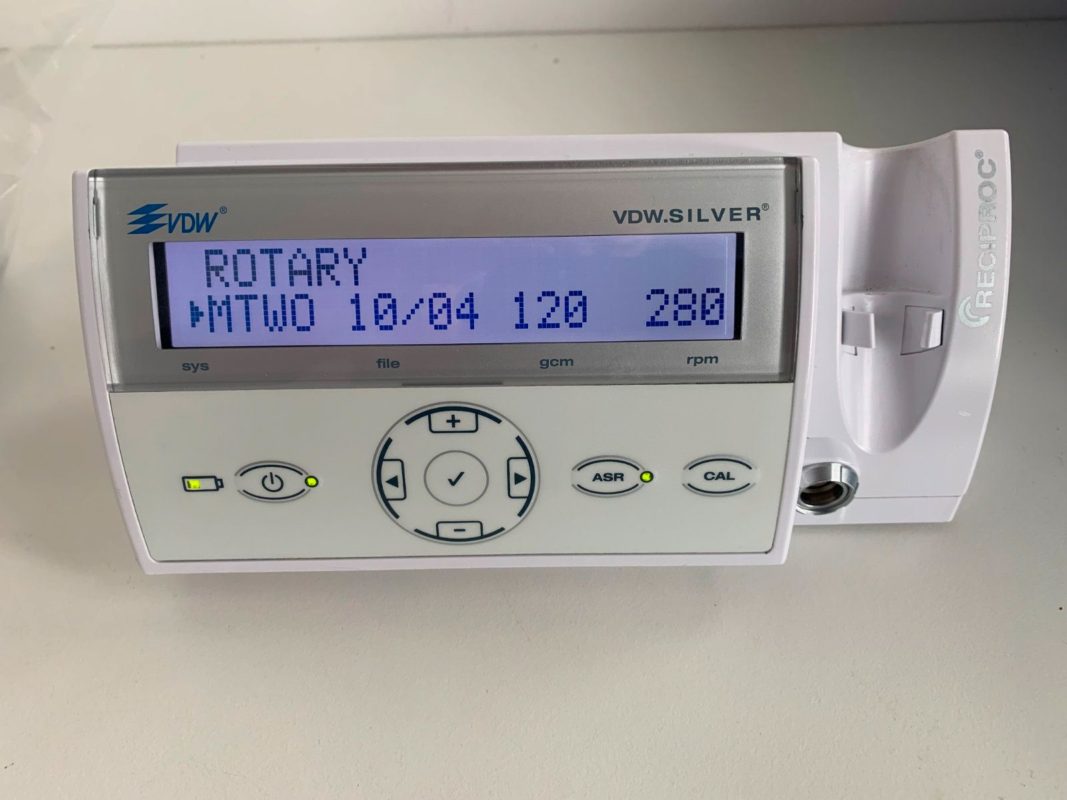 VDW®
VDW.SILVER®
ROTARY
MTWO 10/04 120 280
sys file gcm rpm
+
✓
−
ASR
CAL
RECIPROC®